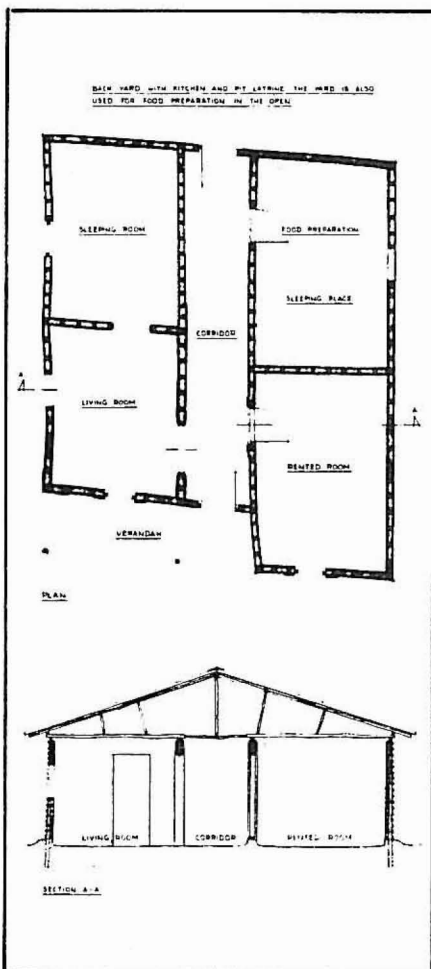 BACK YARD WITH KITCHEN AND PIT LATRINE THE YARD IS ALSO
USED FOR FOOD PREPARATION IN THE OPEN
SLEEPING ROOM
FOOD PREPARATION
SLEEPING PLACE
CORRIDOR
A
LIVING ROOM
A
RENTED ROOM
VERANDAH
PLAN
LIVING ROOM
CORRIDOR
RENTED ROOM
SECTION A-A